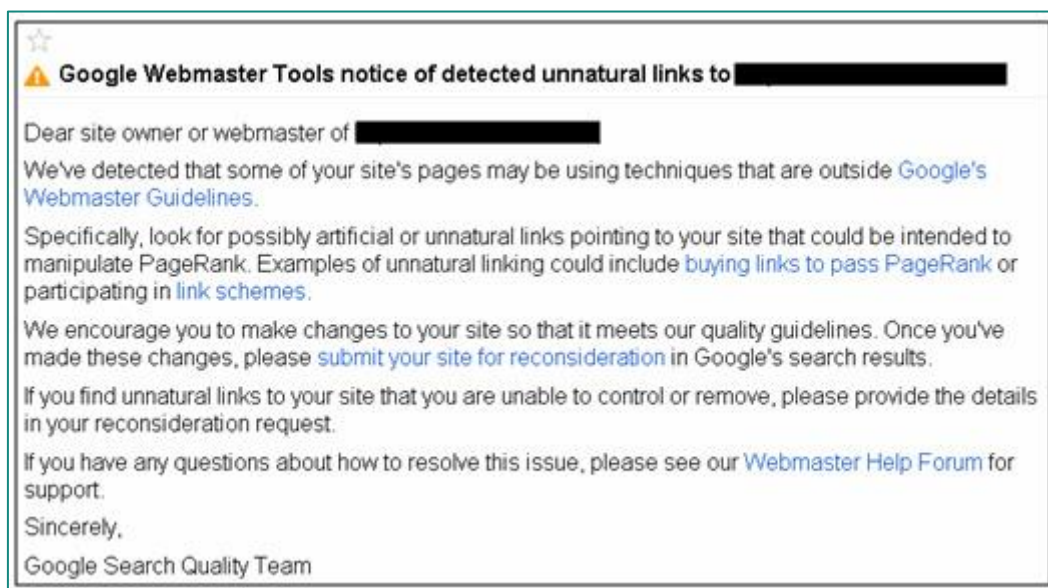 Google Webmaster Tools notice of detected unnatural links to
Dear site owner or webmaster of
We've detected that some of your site's pages may be using techniques that are outside Google's
Webmaster Guidelines.
Specifically, look for possibly artificial or unnatural links pointing to your site that could be intended to
manipulate PageRank. Examples of unnatural linking could include buying links to pass PageRank or
participating in link schemes.
We encourage you to make changes to your site so that it meets our quality guidelines. Once you've
made these changes, please submit your site for reconsideration in Google's search results.
If you find unnatural links to your site that you are unable to control or remove, please provide the details
in your reconsideration request.
If you have any questions about how to resolve this issue, please see our Webmaster Help Forum for
support.
Sincerely,
Google Search Quality Team